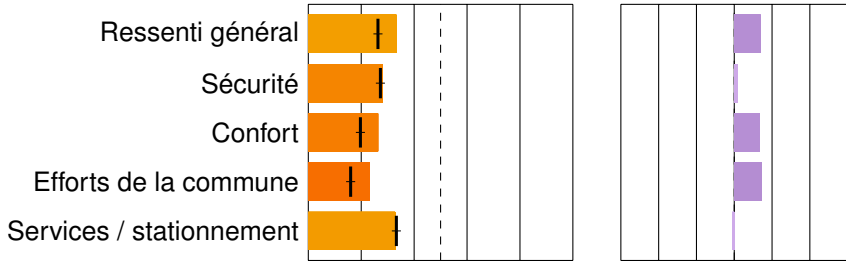 Ressenti général
Sécurité
Confort
Efforts de la commune
Services / stationnement